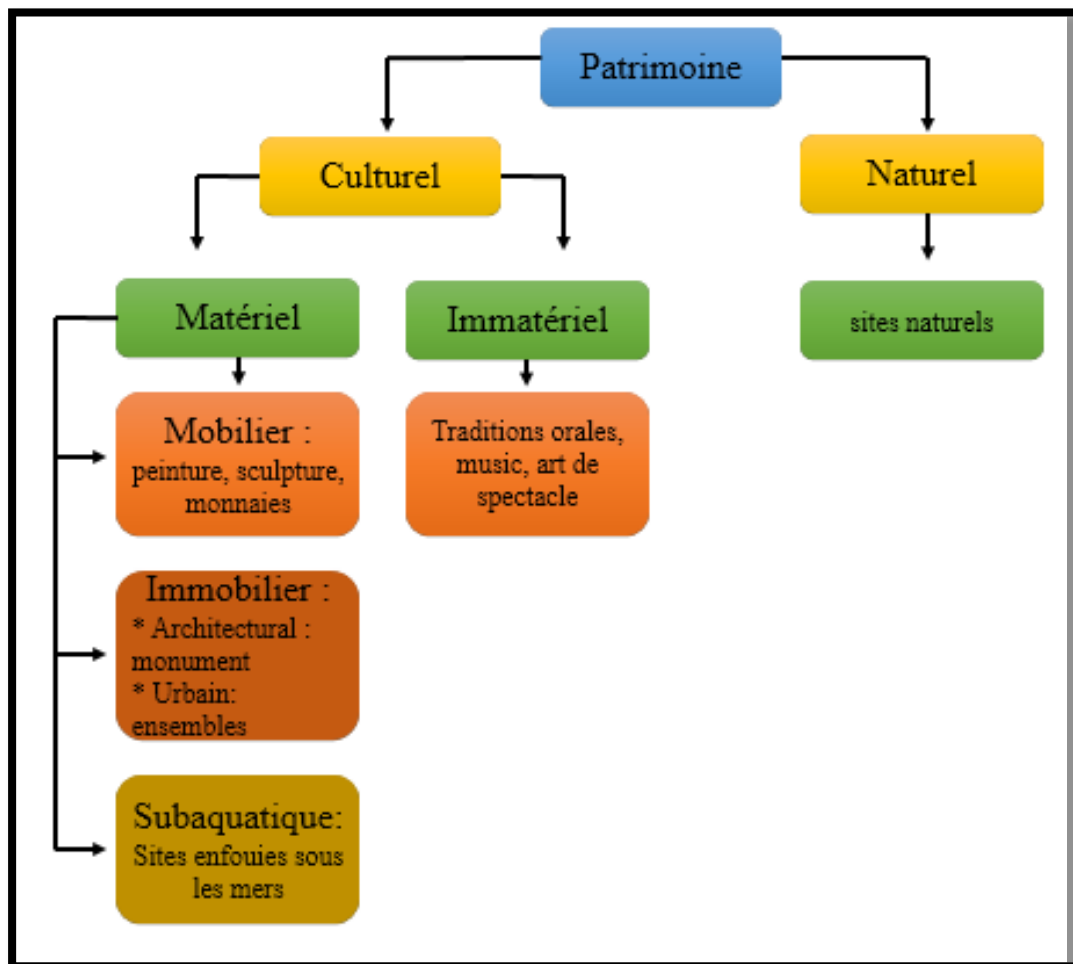 Patrimoine
Culturel
Naturel
Matériel
Immatériel
sites naturels
Mobilier :
peinture, sculpture,
monnaies
Traditions orales,
music, art de
spectacle
Immobilier :
* Architectural :
monument
* Urbain:
ensembles
Subaquatique:
Sites enfouies sous
les mers